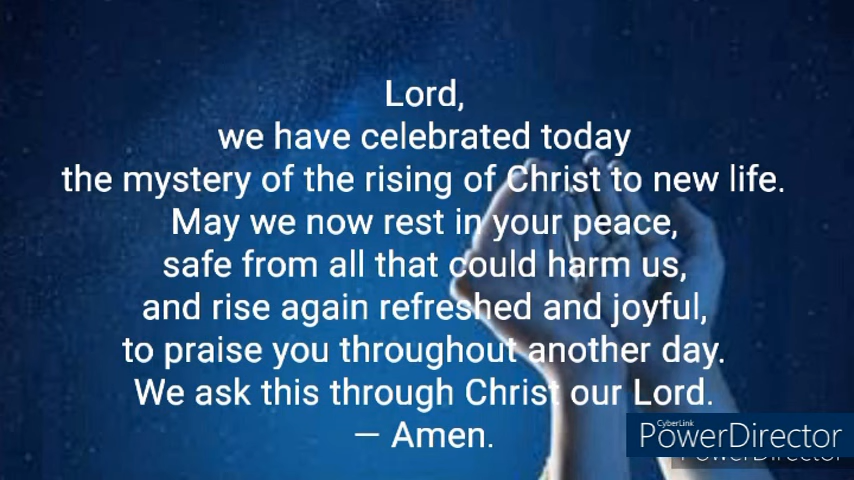 Lord,
we have celebrated today
the mystery of the rising of Christ to new life.
May we now rest in your peace,
safe from all that could harm us,
and rise again refreshed and joyful,
to praise you throughout another day.
We ask this through Christ our Lord.
— Amen.
CyberLink
PowerDirector
PowerDirector